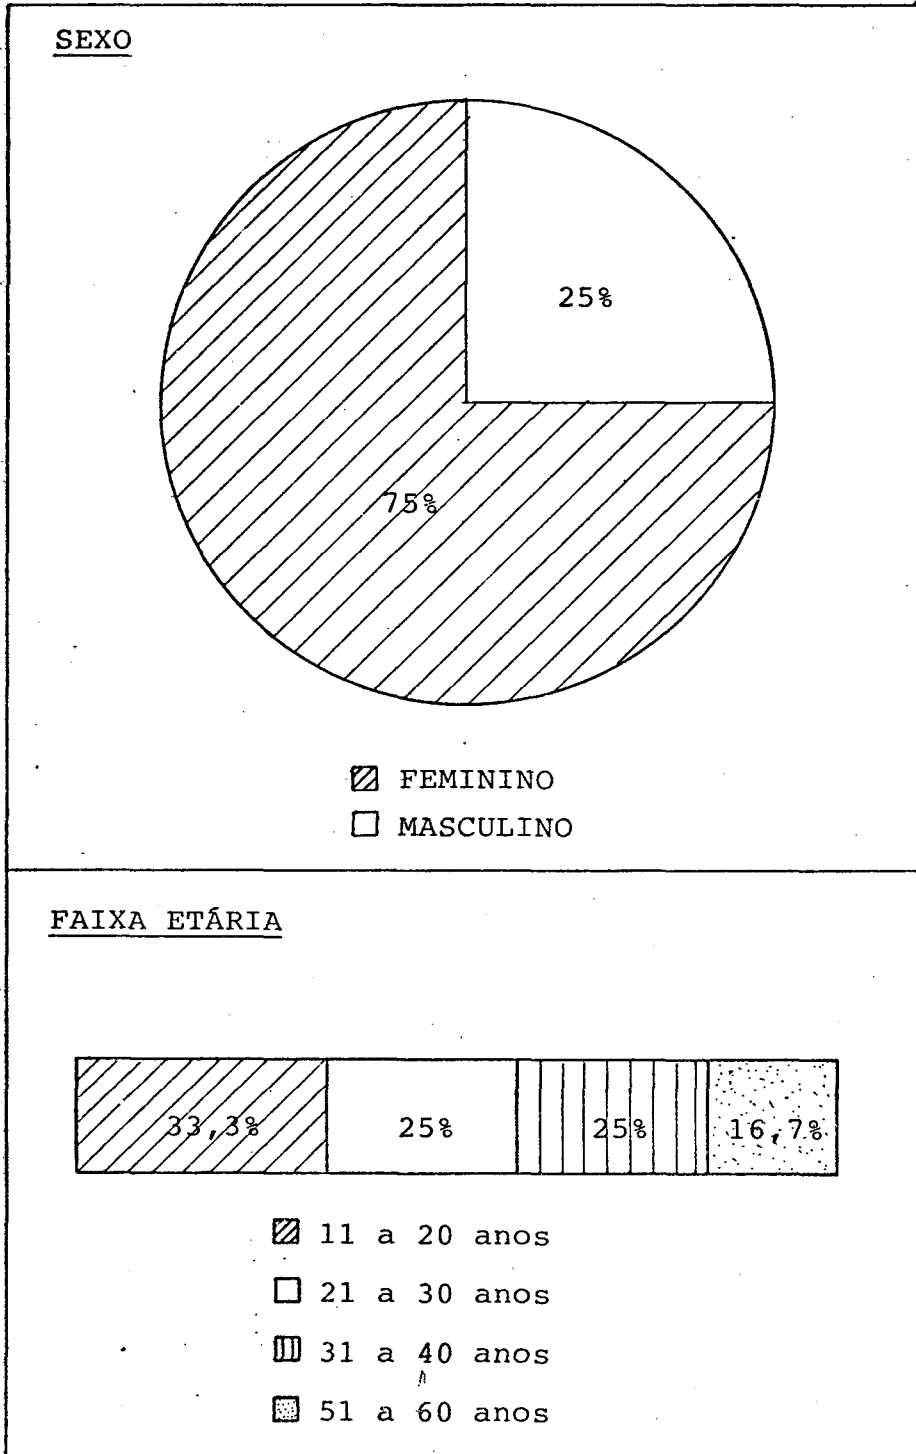 SEXO
25%
75%
FEMININO
MASCULINO
FAIXA ETÁRIA
33,3% 25% 25% 16,7%
11 a 20 anos
21 a 30 anos
31 a 40 anos
51 a 60 anos